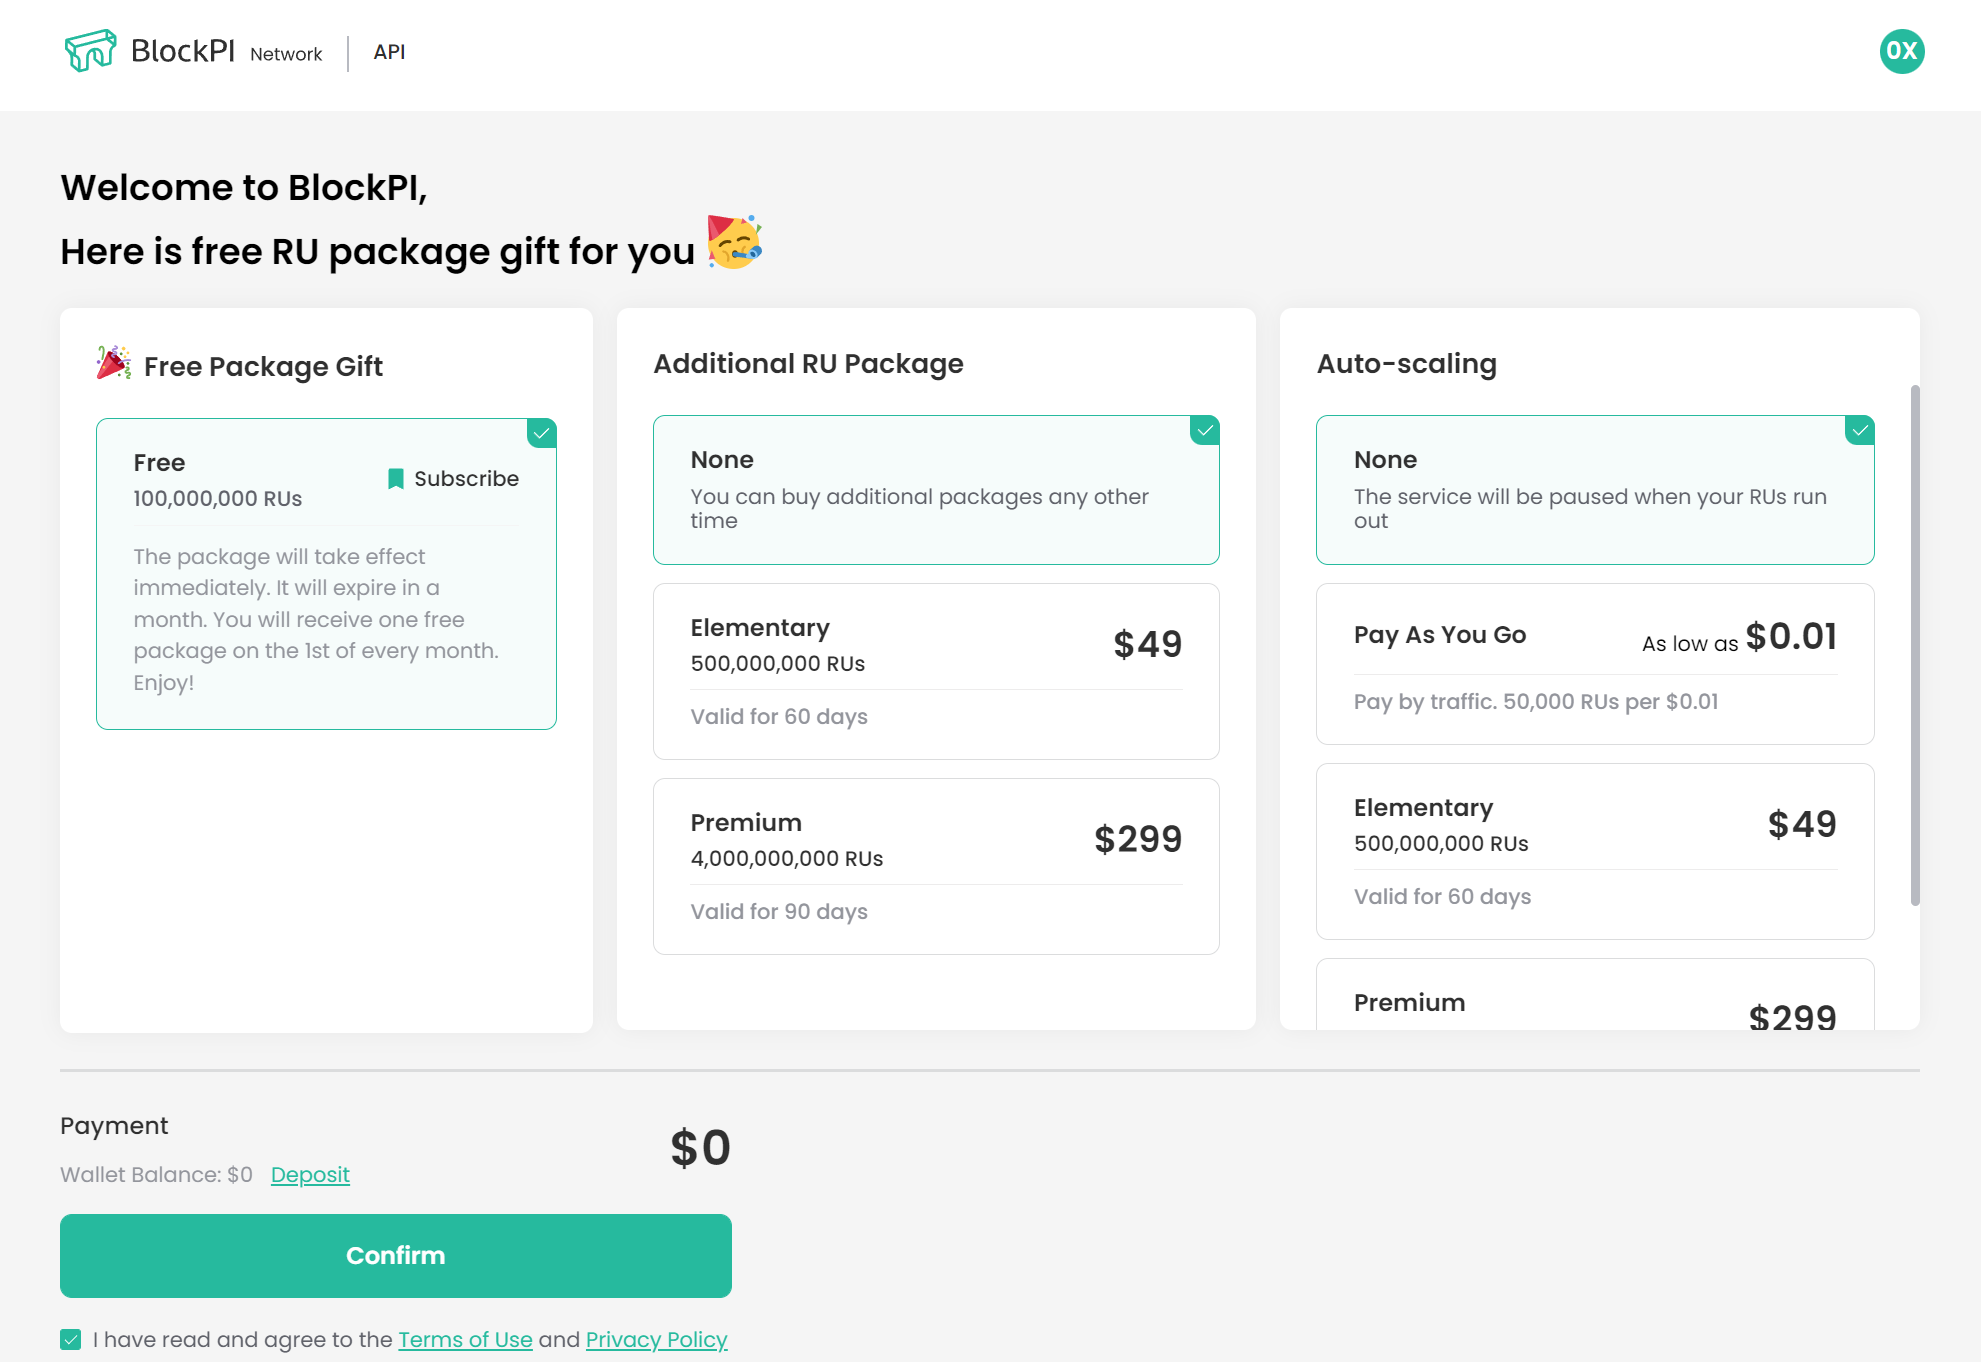 BlockPI Network API
0X
Welcome to BlockPI,
Here is free RU package gift for you
Free Package Gift
Free
100,000,000 RUs
Subscribe
The package will take effect
immediately. It will expire in a
month. You will receive one free
package on the 1st of every month.
Enjoy!
Additional RU Package
None
You can buy additional packages any other
time
Elementary
500,000,000 RUs
$49
Valid for 60 days
Premium
4,000,000,000 RUs
$299
Valid for 90 days
Auto-scaling
None
The service will be paused when your RUs run
out
Pay As You Go
As low as $0.01
Pay by traffic. 50,000 RUs per $0.01
Elementary
500,000,000 RUs
$49
Valid for 60 days
Premium
$299
Payment
$0
Wallet Balance: $0 Deposit
Confirm
I have read and agree to the Terms of Use and Privacy Policy